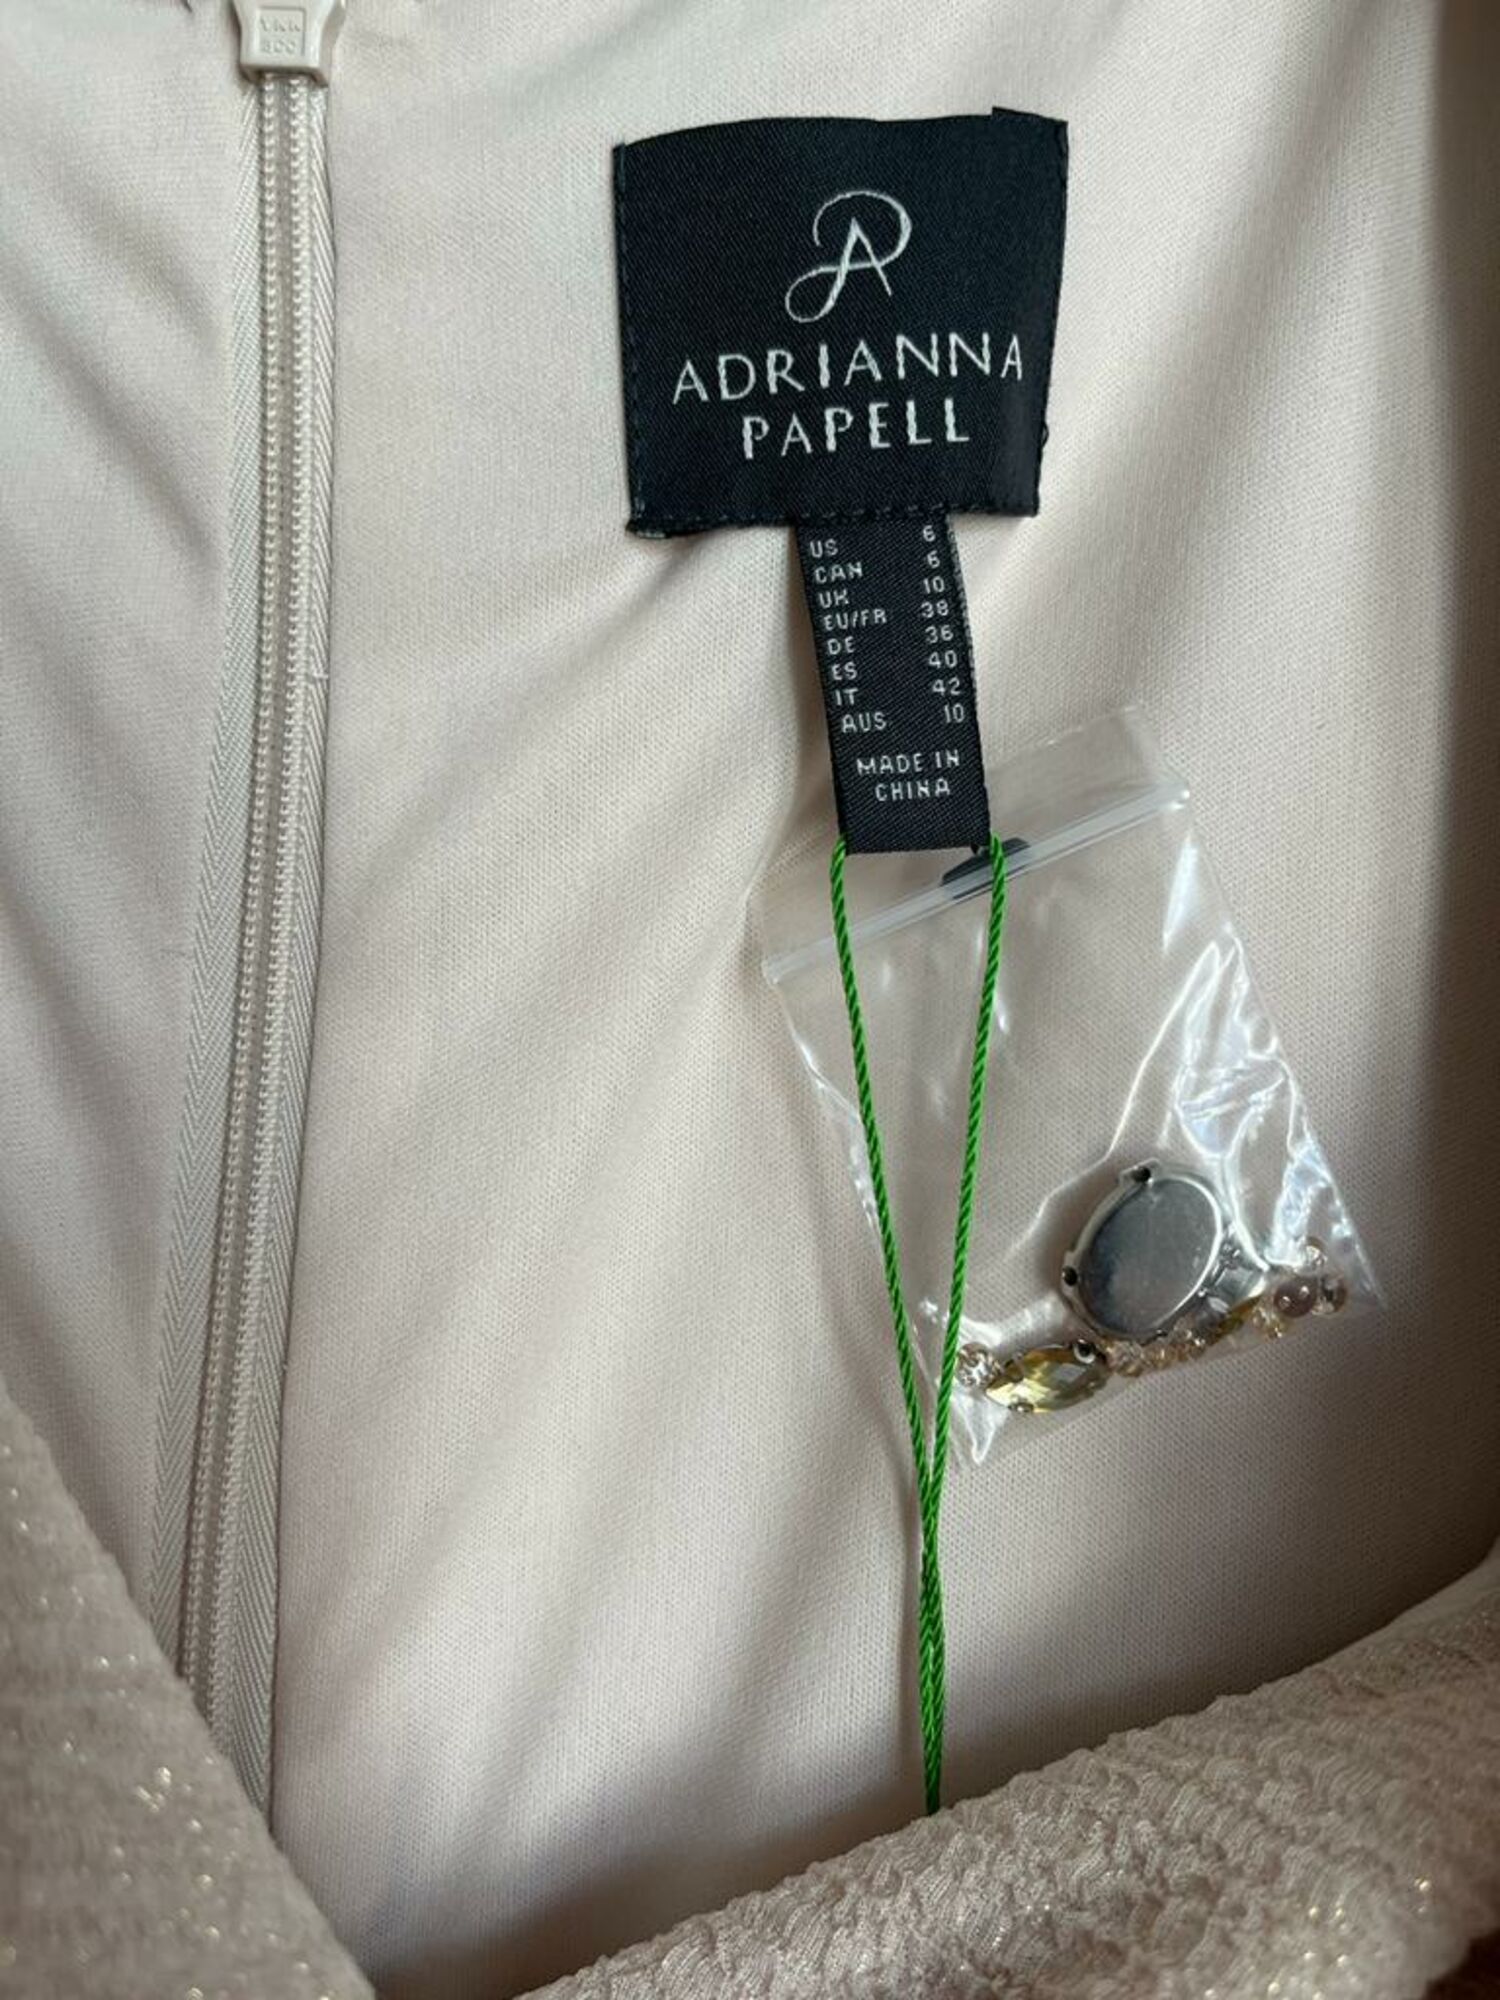 YKK
ADRIANNA
PAPELL
US 6
CAN 6
UK 10
EU/FR 38
DE 36
ES 40
IT 42
AUS 10
MADE IN
CHINA